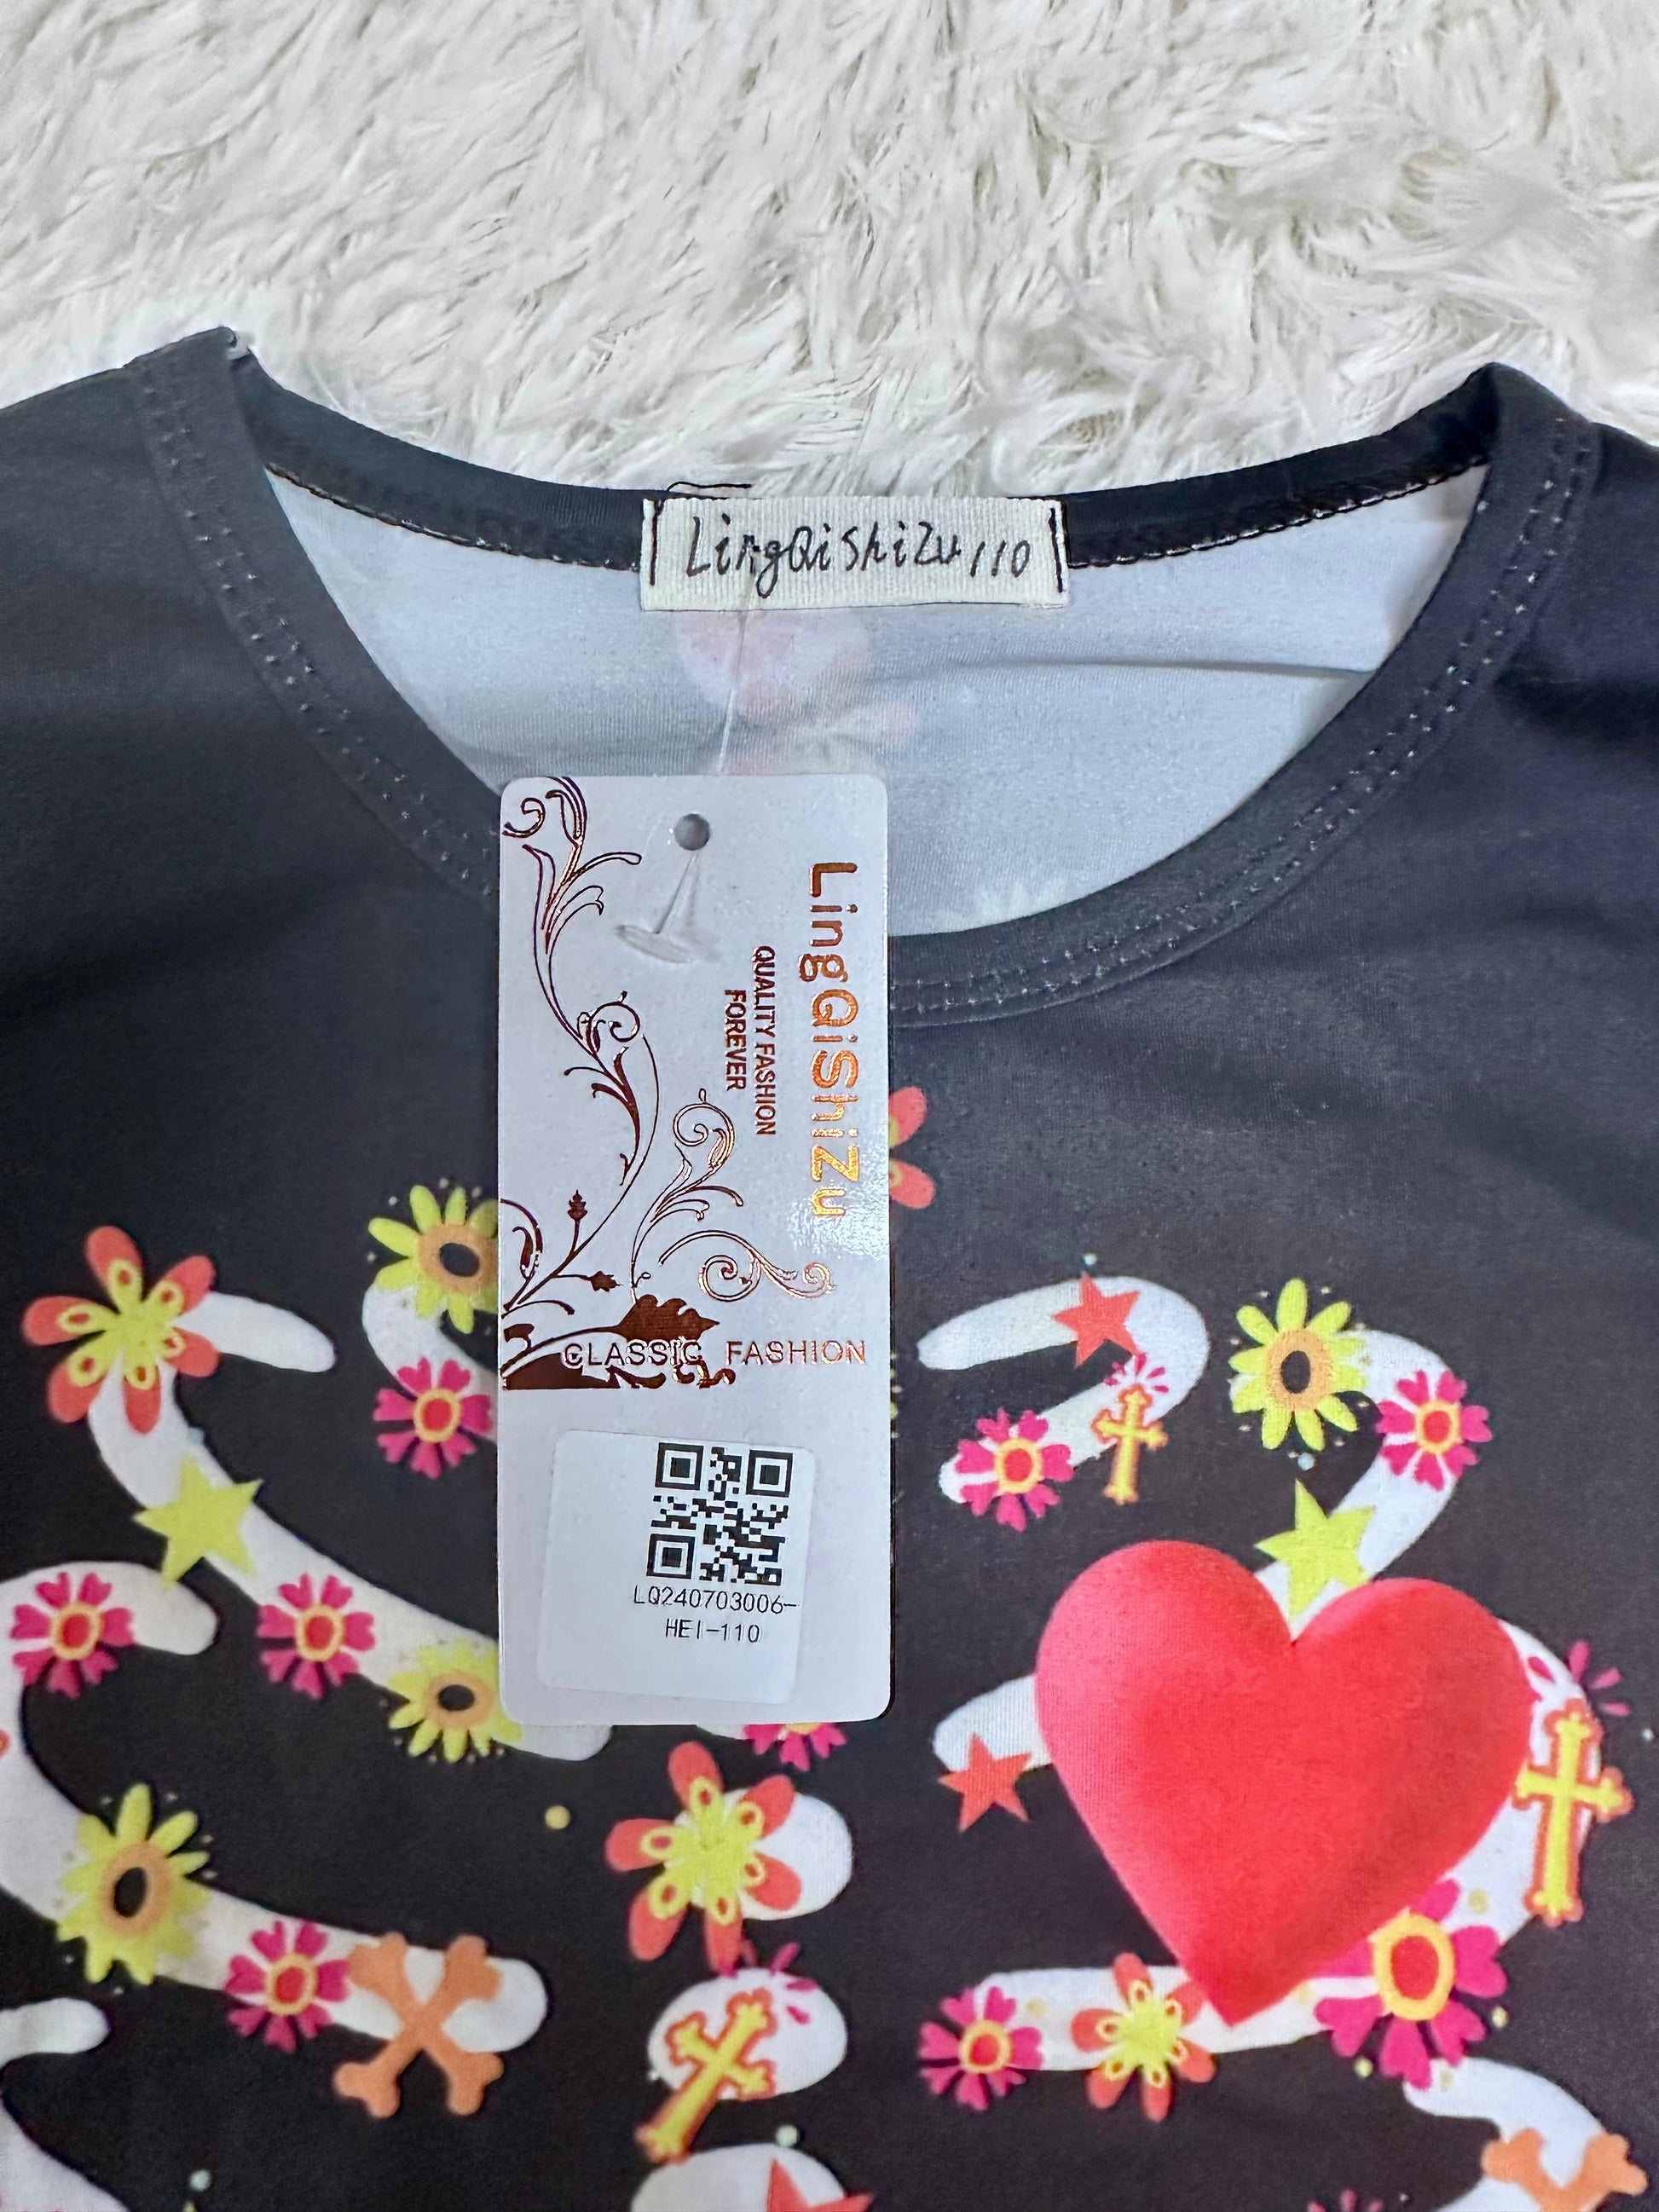 LingQiShiZu 110
LingQiShiZu
QUALITY FASHION
FOREVER
CLASSIC FASHION
LQ240703006-
HEI-110